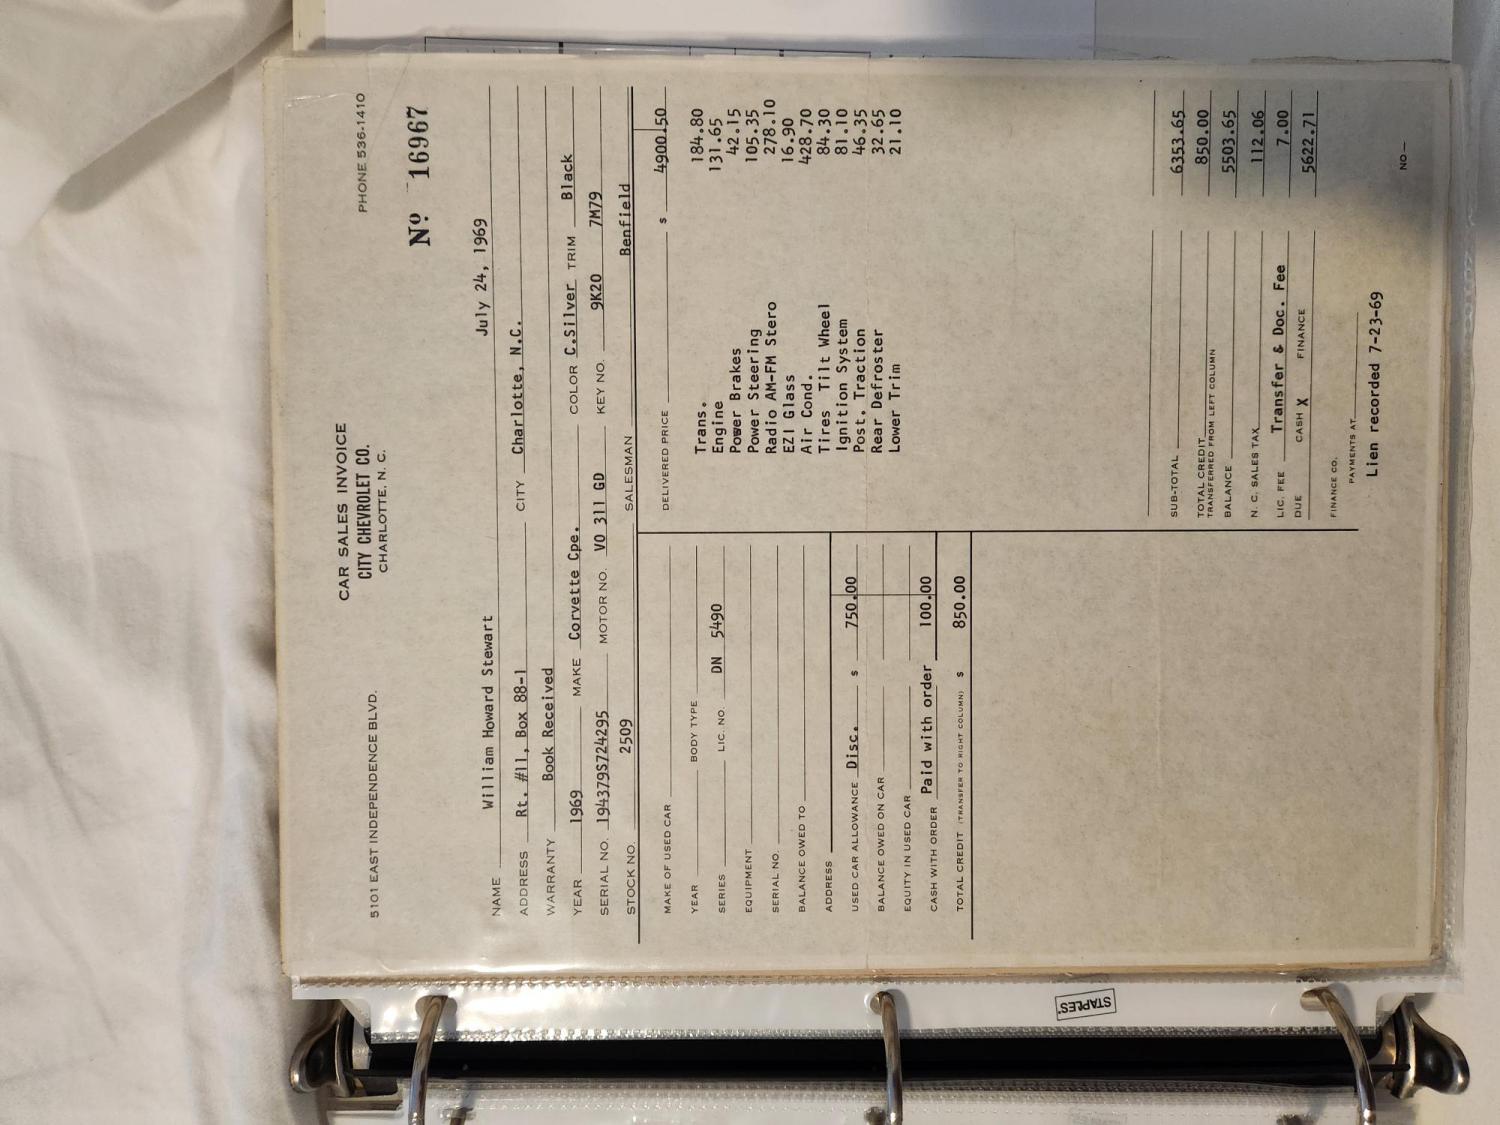 CAR SALES INVOICE
5101 EAST INDEPENDENCE BLVD. CITY CHEVROLET CO. PHONE 536-1410
CHARLOTTE, N. C.
Nº 16967
July 24, 1969
NAME William Howard Stewart
ADDRESS Rt. #11, Box 88-1 CITY Charlotte, N.C.
WARRANTY Book Received
YEAR 1969 MAKE Corvette Cpe. COLOR C.Silver TRIM Black
SERIAL NO. 194379S724295 MOTOR NO. VO 311 GD KEY NO. 9K20 7M79
STOCK NO. 2509 SALESMAN Benfield
MAKE OF USED CAR
YEAR BODY TYPE
SERIES LIC. NO. DN 5490
EQUIPMENT
SERIAL NO.
BALANCE OWED TO
ADDRESS
USED CAR ALLOWANCE Disc. $ 750.00
BALANCE OWED ON CAR
EQUITY IN USED CAR
CASH WITH ORDER Paid with order 100.00
TOTAL CREDIT (TRANSFER TO RIGHT COLUMN) $ 850.00
DELIVERED PRICE $ 4900.50
Trans. 184.80
Engine 131.65
Power Brakes 42.15
Power Steering 105.35
Radio AM-FM Stero 278.10
EZI Glass 16.90
Air Cond. 428.70
Tires Tilt Wheel 84.30
Ignition System 81.10
Post. Traction 46.35
Rear Defroster 32.65
Lower Trim 21.10
SUB-TOTAL 6353.65
TOTAL CREDIT 850.00
TRANSFERRED FROM LEFT COLUMN
BALANCE 5503.65
N. C. SALES TAX 112.06
LIC. FEE Transfer & Doc. Fee 7.00
DUE CASH X FINANCE 5622.71
FINANCE CO.
PAYMENTS AT
Lien recorded 7-23-69
NO—
STAPLES